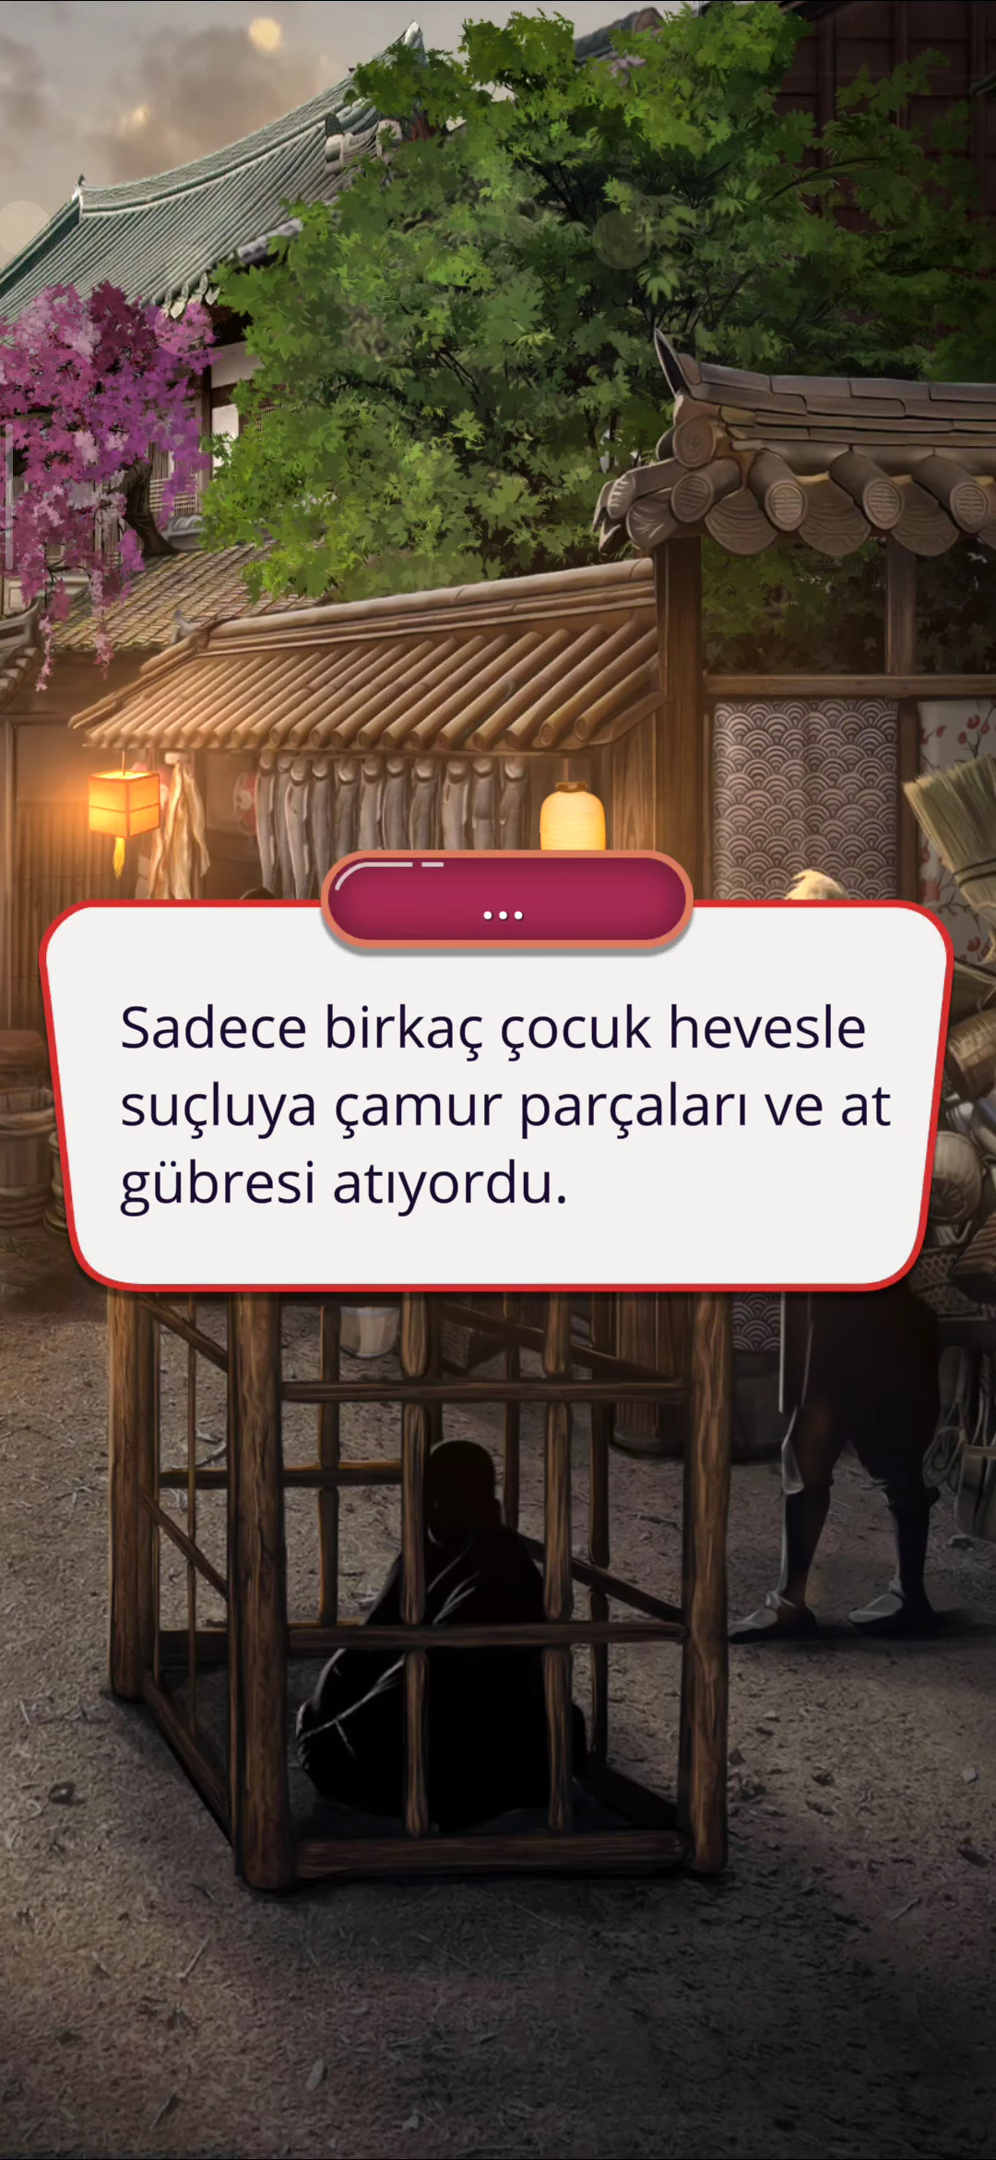 ...
Sadece birkaç çocuk hevesle
suçluya çamur parçaları ve at
gübresi atıyordu.